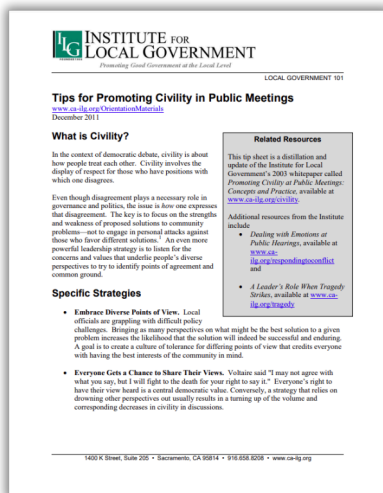 ILG
INSTITUTE FOR
LOCAL GOVERNMENT
Promoting Good Government at the Local Level
LOCAL GOVERNMENT 101
Tips for Promoting Civility in Public Meetings
www.ca-ilg.org/OrientationMaterials
December 2011
What is Civility?
In the context of democratic debate, civility is about
how people treat each other. Civility involves the
display of respect for those who have positions with
which one disagrees.
Even though disagreement plays a necessary role in
governance and politics, the issue is how one expresses
that disagreement. The key is to focus on the strengths
and weakness of proposed solutions to community
problems—not to engage in personal attacks against
those who favor different solutions.1 An even more
powerful leadership strategy is to listen for the
concerns and values that underlie people's diverse
perspectives to try to identify points of agreement and
common ground.
Related Resources
This tip sheet is a distillation and
update of the Institute for Local
Government's 2003 whitepaper called
Promoting Civility at Public Meetings:
Concepts and Practice, available at
www.ca-ilg.org/civility.
Additional resources from the Institute
include
• Dealing with Emotions at
Public Hearings, available at
www.ca-
ilg.org/respondingtoconflict
and
• A Leader's Role When Tragedy
Strikes, available at www.ca-
ilg.org/tragedy
Specific Strategies
• Embrace Diverse Points of View. Local
officials are grappling with difficult policy
challenges. Bringing as many perspectives on what might be the best solution to a given
problem increases the likelihood that the solution will indeed be successful and enduring.
A goal is to create a culture of tolerance for differing points of view that credits everyone
with having the best interests of the community in mind.
• Everyone Gets a Chance to Share Their Views. Voltaire said "I may not agree with
what you say, but I will fight to the death for your right to say it." Everyone's right to
have their view heard is a central democratic value. Conversely, a strategy that relies on
drowning other perspectives out usually results in a turning up of the volume and
corresponding decreases in civility in discussions.
1400 K Street, Suite 205 • Sacramento, CA 95814 • 916.658.8208 • www.ca-ilg.org